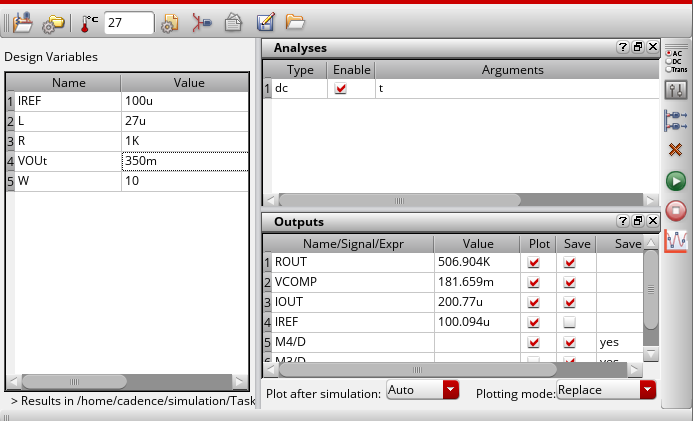 °C 27
Design Variables
Name Value
1 IREF 100u
2 L 27u
3 R 1K
4 VOUt 350m
5 W 10
> Results in /home/cadence/simulation/Task
Analyses
Type Enable Arguments
1 dc t
Outputs
Name/Signal/Expr Value Plot Save Save
1 ROUT 506.904K
2 VCOMP 181.659m
3 IOUT 200.77u
4 IREF 100.094u
5 M4/D yes
6 M3/D yes
Plot after simulation: Auto Plotting mode: Replace
AC
DC
Trans